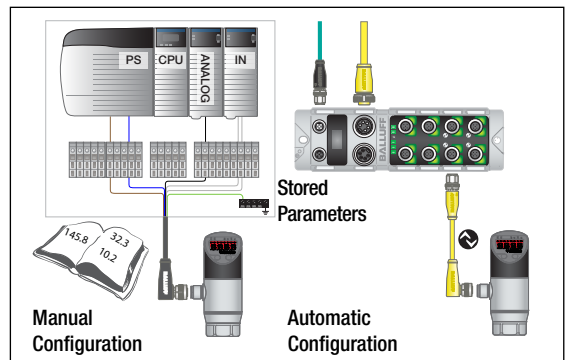 PS
CPU
ANALOG
IN
BALLUFF
Stored
Parameters
145.8
32.3
10.2
Manual
Configuration
Automatic
Configuration